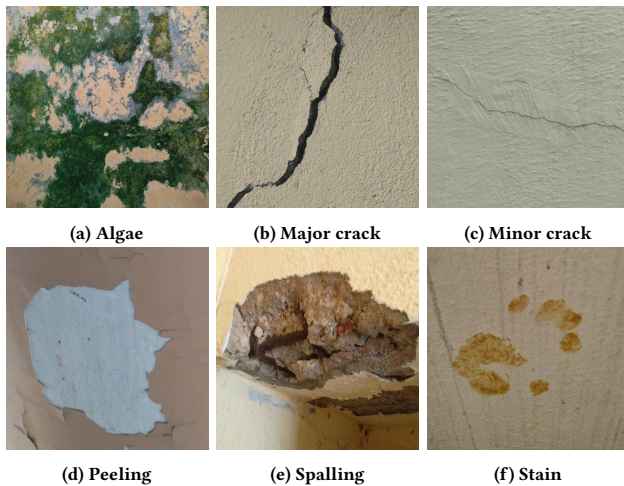 (a) Algae
(b) Major crack
(c) Minor crack
(d) Peeling
(e) Spalling
(f) Stain